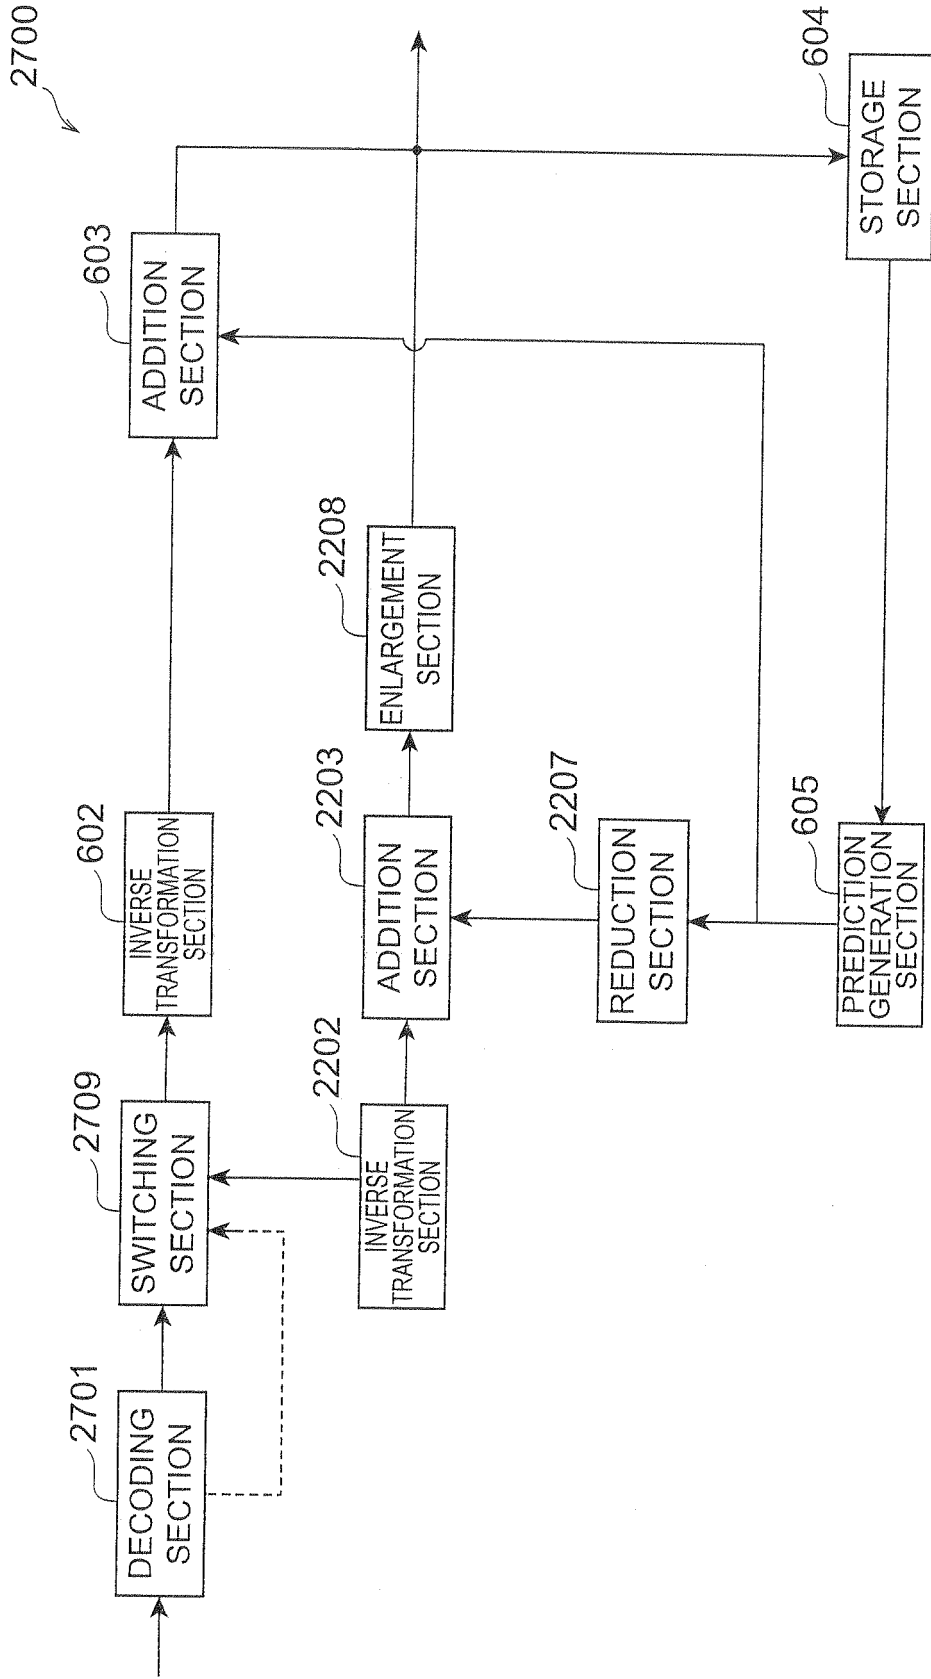 2700
2701
DECODING
SECTION
2709
SWITCHING
SECTION
602
INVERSE
TRANSFORMATION
SECTION
603
ADDITION
SECTION
2202
INVERSE
TRANSFORMATION
SECTION
2203
ADDITION
SECTION
2208
ENLARGEMENT
SECTION
2207
REDUCTION
SECTION
605
PREDICTION
GENERATION
SECTION
604
STORAGE
SECTION